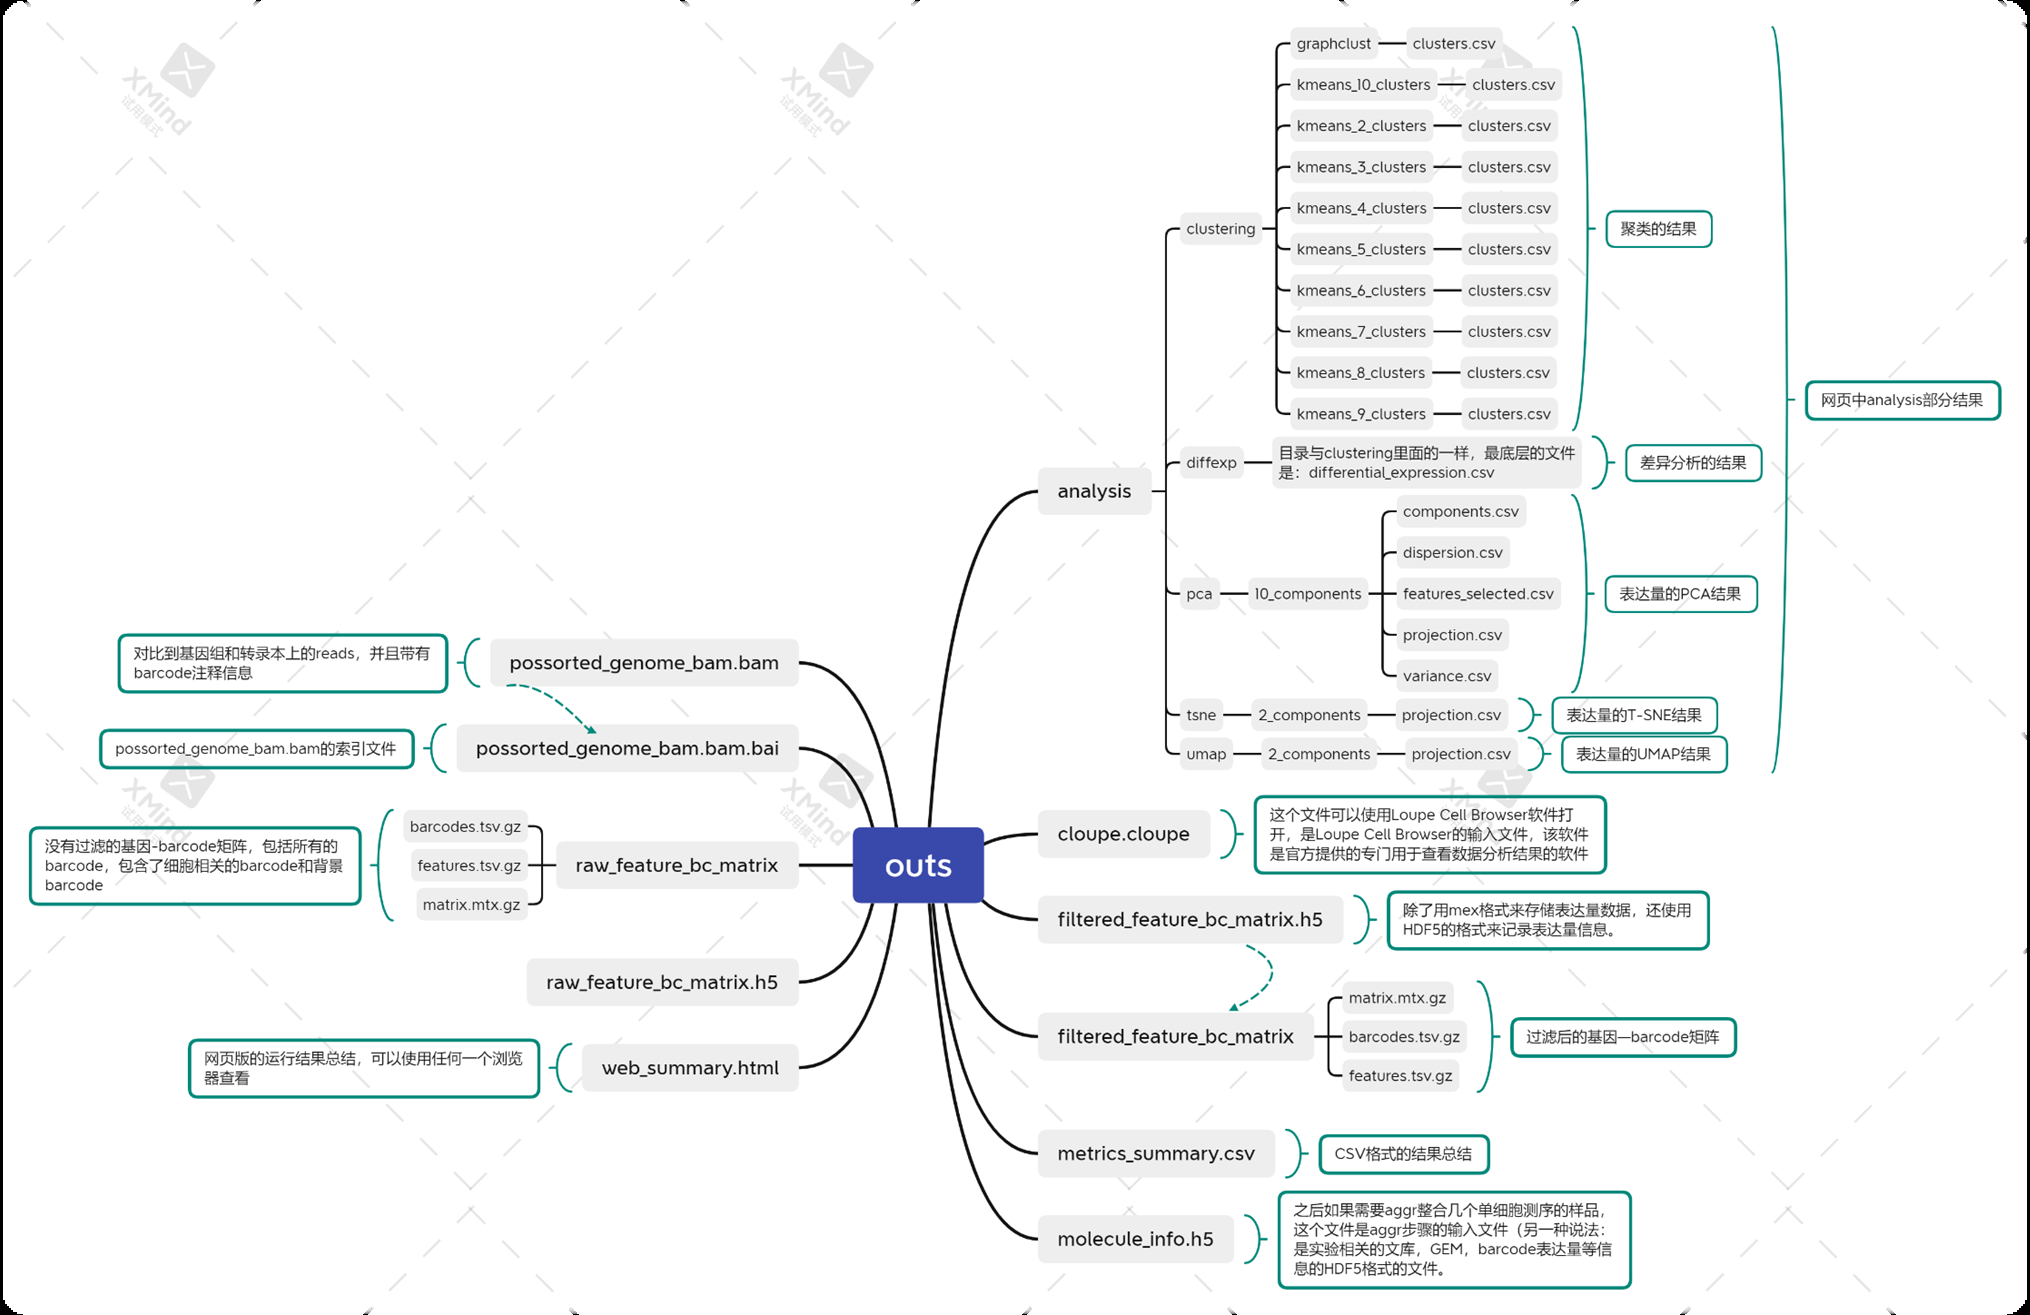 outs
analysis
clustering
graphclust
clusters.csv
kmeans_10_clusters
clusters.csv
kmeans_2_clusters
clusters.csv
kmeans_3_clusters
clusters.csv
kmeans_4_clusters
clusters.csv
kmeans_5_clusters
clusters.csv
kmeans_6_clusters
clusters.csv
kmeans_7_clusters
clusters.csv
kmeans_8_clusters
clusters.csv
kmeans_9_clusters
clusters.csv
聚类的结果
diffexp
目录与clustering里面的一样，最底层的文件
是：differential_expression.csv
差异分析的结果
pca
10_components
components.csv
dispersion.csv
features_selected.csv
projection.csv
variance.csv
表达量的PCA结果
tsne
2_components
projection.csv
表达量的T-SNE结果
umap
2_components
projection.csv
表达量的UMAP结果
网页中analysis部分结果
cloupe.cloupe
这个文件可以使用Loupe Cell Browser软件打
开，是Loupe Cell Browser的输入文件，该软件
是官方提供的专门用于查看数据分析结果的软件
filtered_feature_bc_matrix.h5
除了用mex格式来存储表达量数据，还使用
HDF5的格式来记录表达量信息。
filtered_feature_bc_matrix
matrix.mtx.gz
barcodes.tsv.gz
features.tsv.gz
过滤后的基因—barcode矩阵
metrics_summary.csv
CSV格式的结果总结
molecule_info.h5
之后如果需要aggr整合几个单细胞测序的样品，
这个文件是aggr步骤的输入文件（另一种说法：
是实验相关的文库，GEM，barcode表达量等信
息的HDF5格式的文件。
possorted_genome_bam.bam
对比到基因组和转录本上的reads，并且带有
barcode注释信息
possorted_genome_bam.bam.bai
possorted_genome_bam.bam的索引文件
raw_feature_bc_matrix
barcodes.tsv.gz
features.tsv.gz
matrix.mtx.gz
没有过滤的基因-barcode矩阵，包括所有的
barcode，包含了细胞相关的barcode和背景
barcode
raw_feature_bc_matrix.h5
web_summary.html
网页版的运行结果总结，可以使用任何一个浏览
器查看
XMind
试用模式
XMind
试用模式
XMind
试用模式
XMind
试用模式